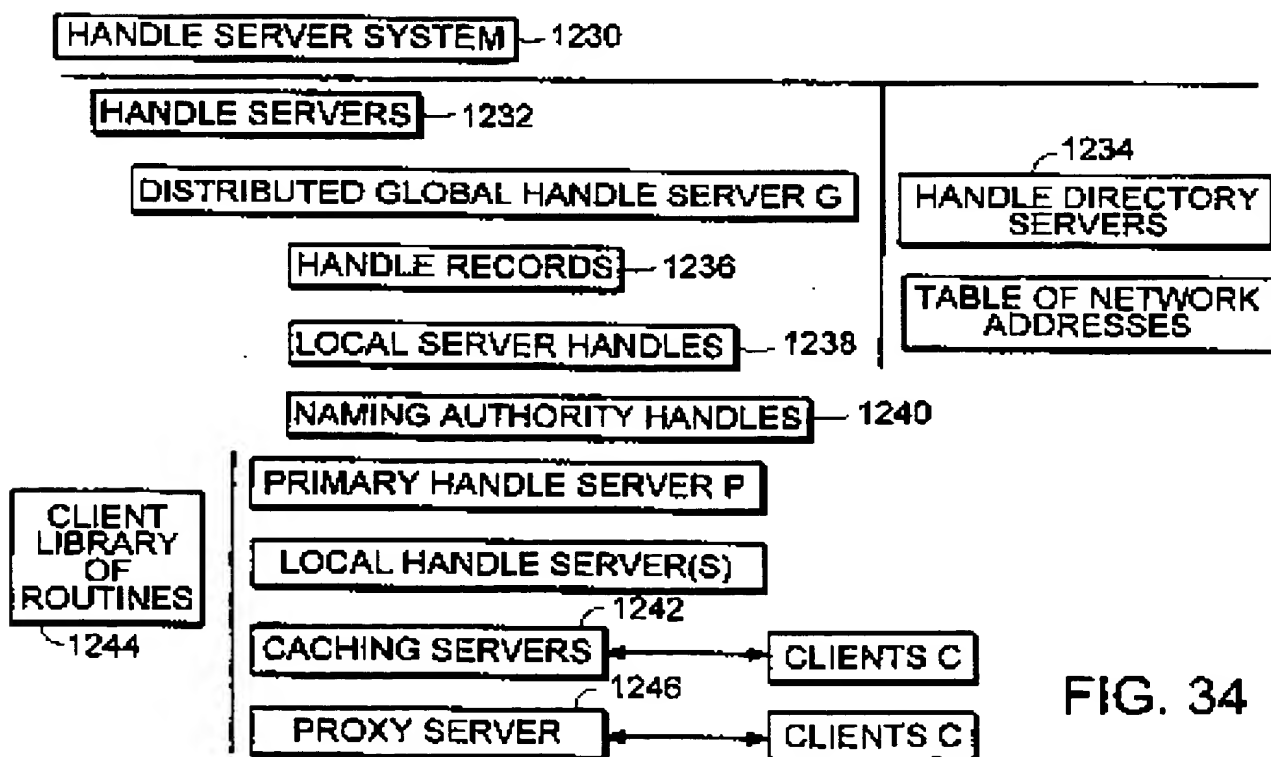 HANDLE SERVER SYSTEM 1230
HANDLE SERVERS 1232
DISTRIBUTED GLOBAL HANDLE SERVER G
1234
HANDLE DIRECTORY
SERVERS
HANDLE RECORDS 1236
TABLE OF NETWORK
ADDRESSES
LOCAL SERVER HANDLES 1238
NAMING AUTHORITY HANDLES 1240
PRIMARY HANDLE SERVER P
CLIENT
LIBRARY
OF
ROUTINES
1244
LOCAL HANDLE SERVER(S)
1242
CACHING SERVERS CLIENTS C
1246
PROXY SERVER CLIENTS C
FIG. 34